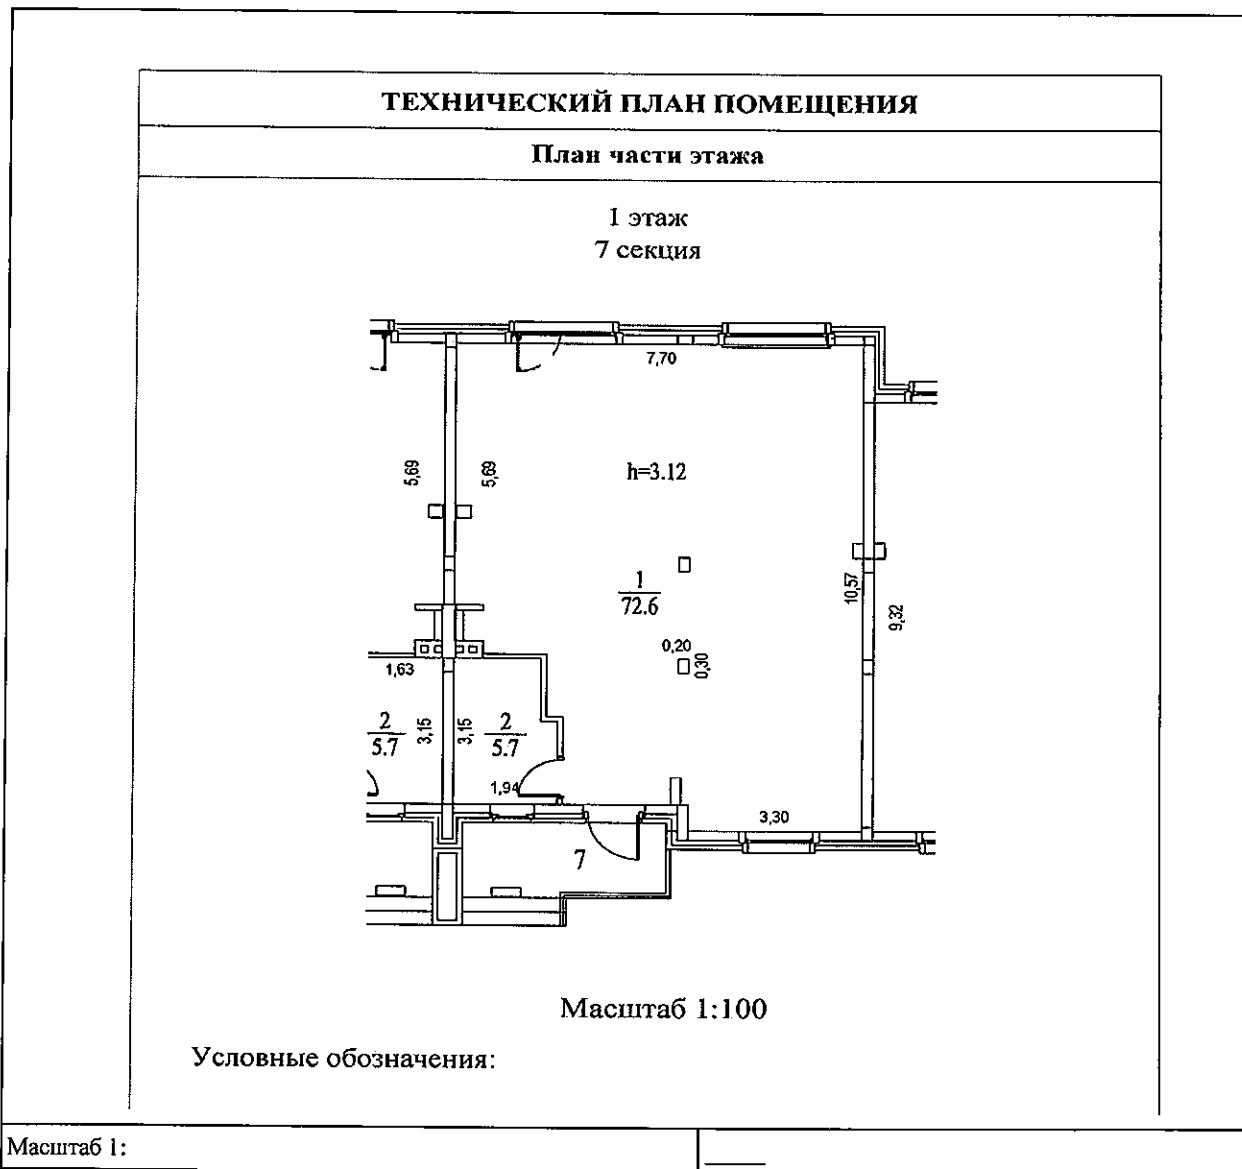 ТЕХНИЧЕСКИЙ ПЛАН ПОМЕЩЕНИЯ
План части этажа
1 этаж
7 секция
7,70
5,69
5,69
h=3.12
1
72.6
10,57
9,32
0,20
0,30
1,63
2
5.7
3,15
3,15
2
5.7
1,94
3,30
7
Масштаб 1:100
Условные обозначения:
Масштаб 1: